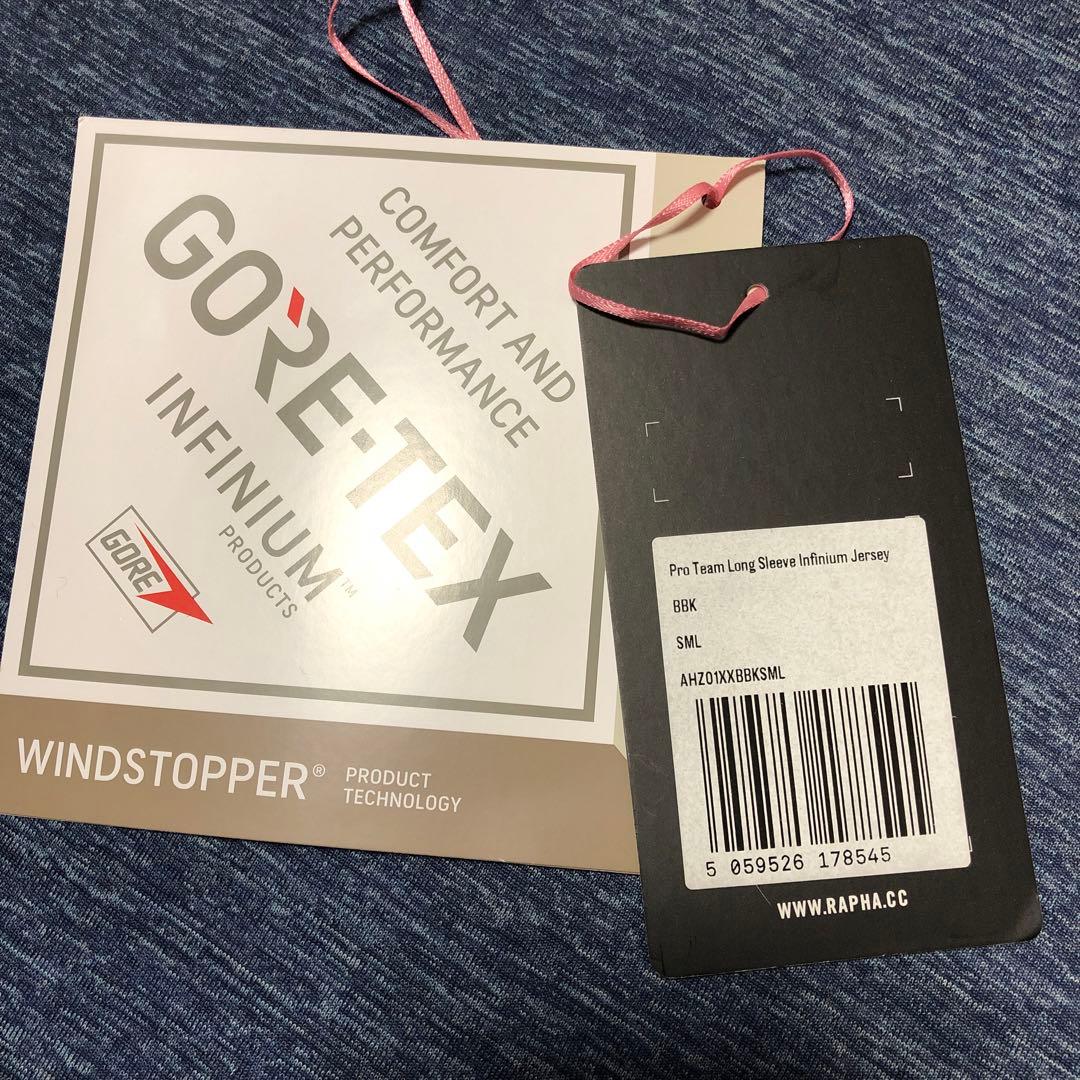 COMFORT AND
PERFORMANCE
GORE-TEX
INFINIUM™
PRODUCTS
GORE
WINDSTOPPER® PRODUCT
TECHNOLOGY
Pro Team Long Sleeve Infinium Jersey
BBK
SML
AHZ01XXBBKSML
5 059526 178545
WWW.RAPHA.CC